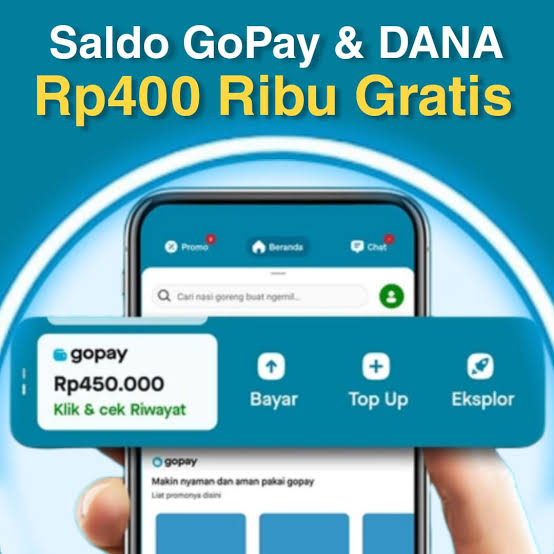 Saldo GoPay & DANA
Rp400 Ribu Gratis
Promo Beranda Chat
Cari nasi goreng buat ngemil...
gopay
Rp450.000
Klik & cek Riwayat
Bayar Top Up Eksplor
gopay
Makin nyaman dan aman pakai gopay
Liat promonya disini